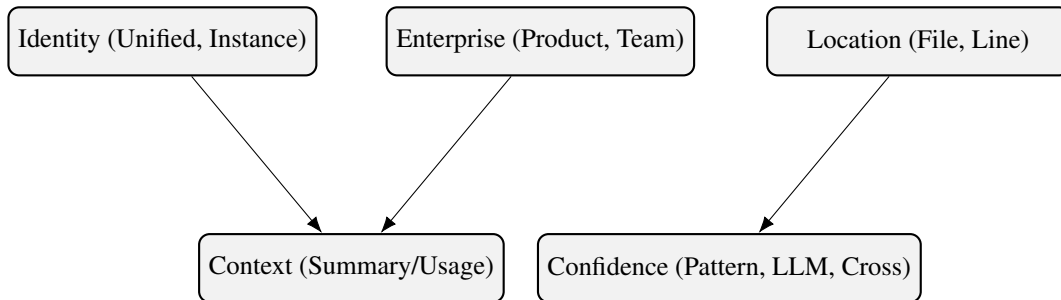 Identity (Unified, Instance)
Enterprise (Product, Team)
Location (File, Line)
Context (Summary/Usage)
Confidence (Pattern, LLM, Cross)